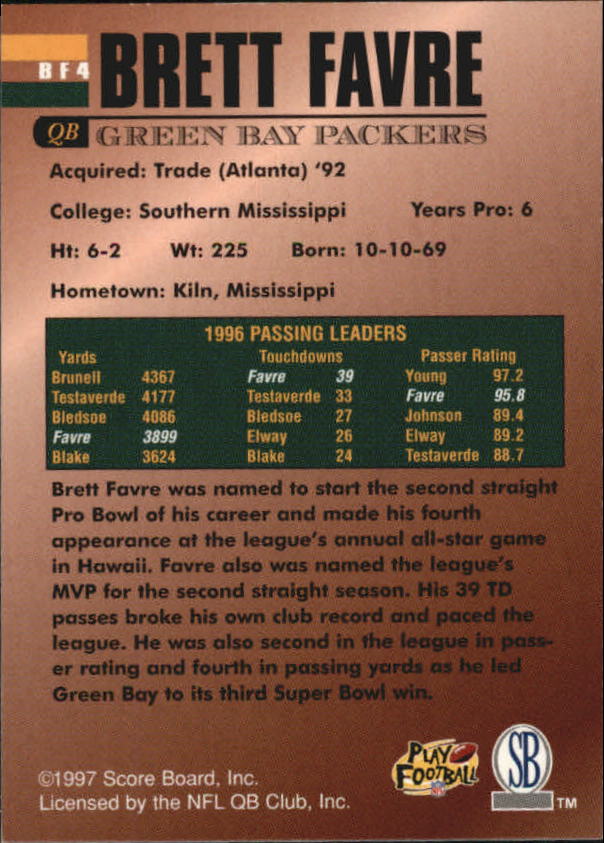 BF4
BRETT FAVRE
QB GREEN BAY PACKERS
Acquired: Trade (Atlanta) '92
College: Southern Mississippi Years Pro: 6
Ht: 6-2 Wt: 225 Born: 10-10-69
Hometown: Kiln, Mississippi
1996 PASSING LEADERS
Yards Touchdowns Passer Rating
Brunell 4367 Favre 39 Young 97.2
Testaverde 4177 Testaverde 33 Favre 95.8
Bledsoe 4086 Bledsoe 27 Johnson 89.4
Favre 3899 Elway 26 Elway 89.2
Blake 3624 Blake 24 Testaverde 88.7
Brett Favre was named to start the second straight
Pro Bowl of his career and made his fourth
appearance at the league's annual all-star game
in Hawaii. Favre also was named the league's
MVP for the second straight season. His 39 TD
passes broke his own club record and paced the
league. He was also second in the league in pass-
er rating and fourth in passing yards as he led
Green Bay to its third Super Bowl win.
©1997 Score Board, Inc.
Licensed by the NFL QB Club, Inc.
PLAY
FOOTBALL
NFL
SB
TM